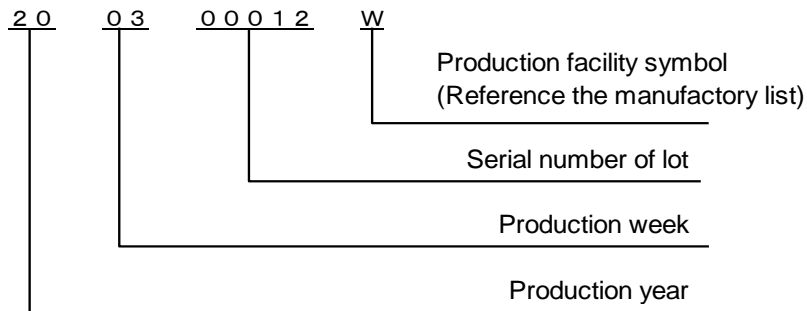 ２０ ０３ ０００１２ W
Production facility symbol
(Reference the manufactory list)
Serial number of lot
Production week
Production year